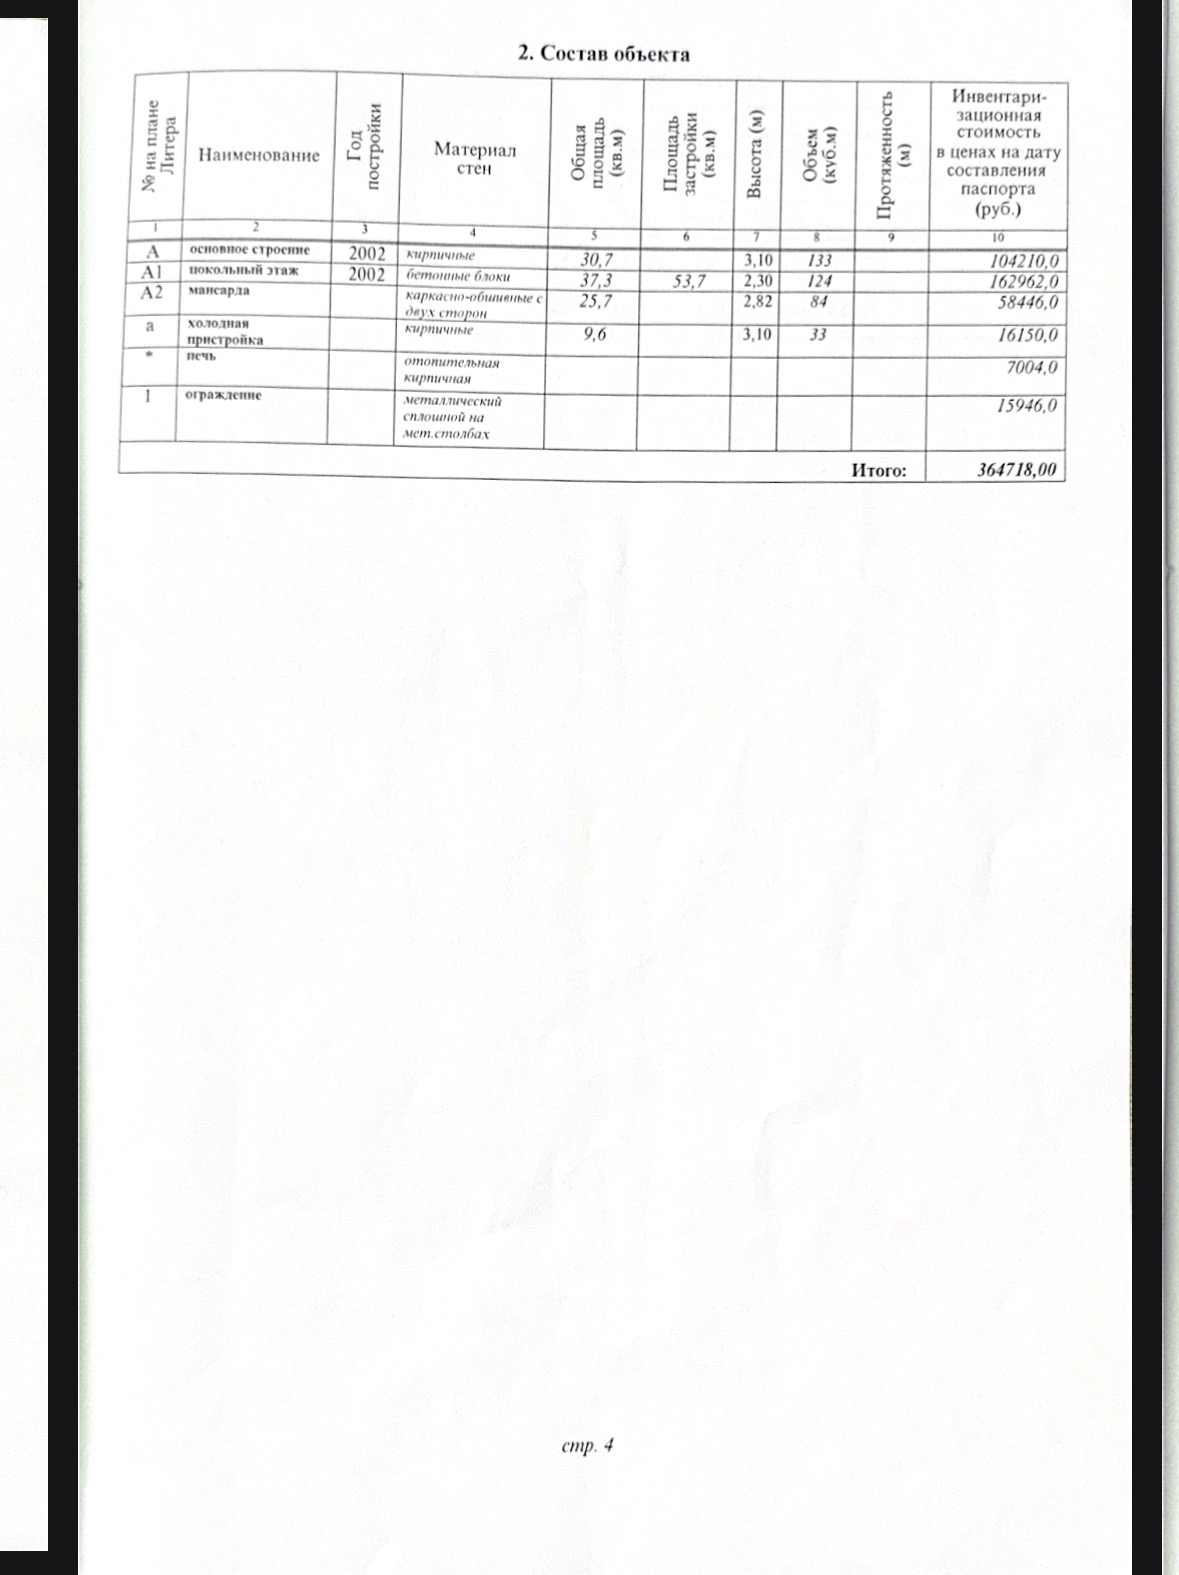 2. Состав объекта
№ на плане Литера
Наименование
Год постройки
Материал стен
Общая площадь (кв.м)
Площадь застройки (кв.м)
Высота (м)
Объем (куб.м)
Протяженность (м)
Инвентари-
зационная
стоимость
в ценах на дату
составления
паспорта
(руб.)
1 2 3 4 5 6 7 8 9 10
А основное строение 2002 кирпичные 30,7 3,10 133 104210,0
А1 цокольный этаж 2002 бетонные блоки 37,3 53,7 2,30 124 162962,0
А2 мансарда каркасно-обшивные с 25,7 2,82 84 58446,0
двух сторон
а холодная кирпичные 9,6 3,10 33 16150,0
пристройка
* печь отопительная 7004,0
кирпичная
1 ограждение металлический 15946,0
сплошной на
мет.столбах
Итого: 364718,00
стр. 4